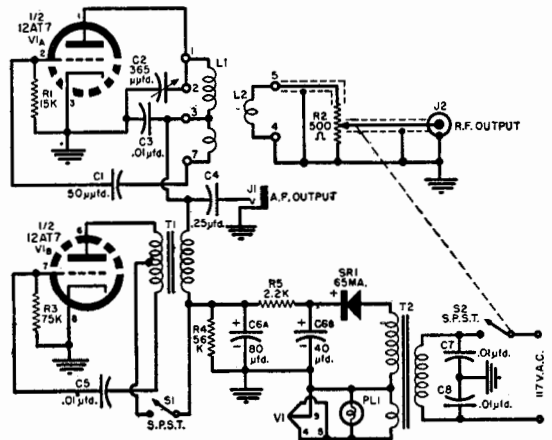 1/2
12AT7
V1A
1
2
3
R1
15K
C2
365
µµfd.
C3
.01µfd.
1
2
3
7
L1
L2
5
4
R2
500
Ω
J2
R.F. OUTPUT
C1
50µµfd.
C4
.25µfd.
J1
A.F. OUTPUT
1/2
12AT7
V1B
6
7
8
R3
75K
T1
C5
.01µfd.
S1
S.P.S.T.
R4
56
K
C6A
80
µfd.
R5
2.2K
C6B
40
µfd.
SR1
65MA.
T2
V1
9
4
5
PL1
S2
S.P.S.T.
C7
.01µfd.
C8
.01µfd.
117 V.A.C.
+
−
+
−
+